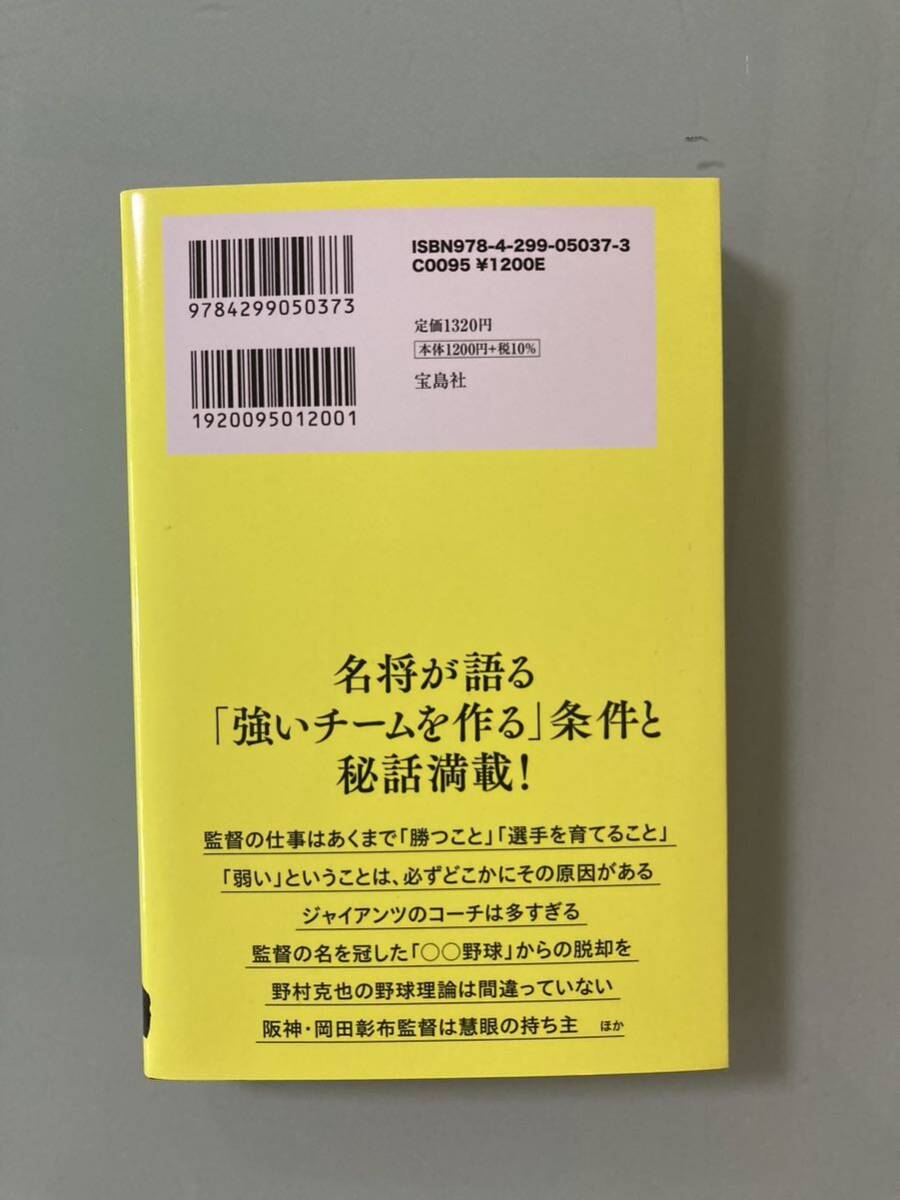 ISBN978-4-299-05037-3
C0095 ¥1200E
9784299050373
定価1320円
本体1200円+税10%
宝島社
1920095012001
名将が語る
「強いチームを作る」条件と
秘話満載!
監督の仕事はあくまで「勝つこと」「選手を育てること」
「弱い」ということは、必ずどこかにその原因がある
ジャイアンツのコーチは多すぎる
監督の名を冠した「○○野球」からの脱却を
野村克也の野球理論は間違っていない
阪神・岡田彰布監督は慧眼の持ち主 ほか